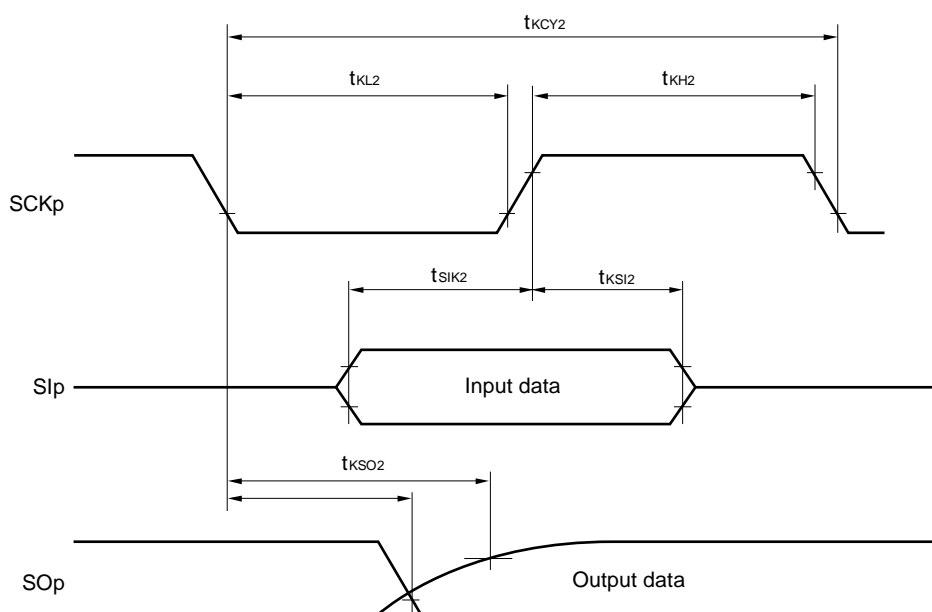 tKCY2
tKL2
tKH2
SCKp
tSIK2
tKSI2
SIp
Input data
tKSO2
SOp
Output data